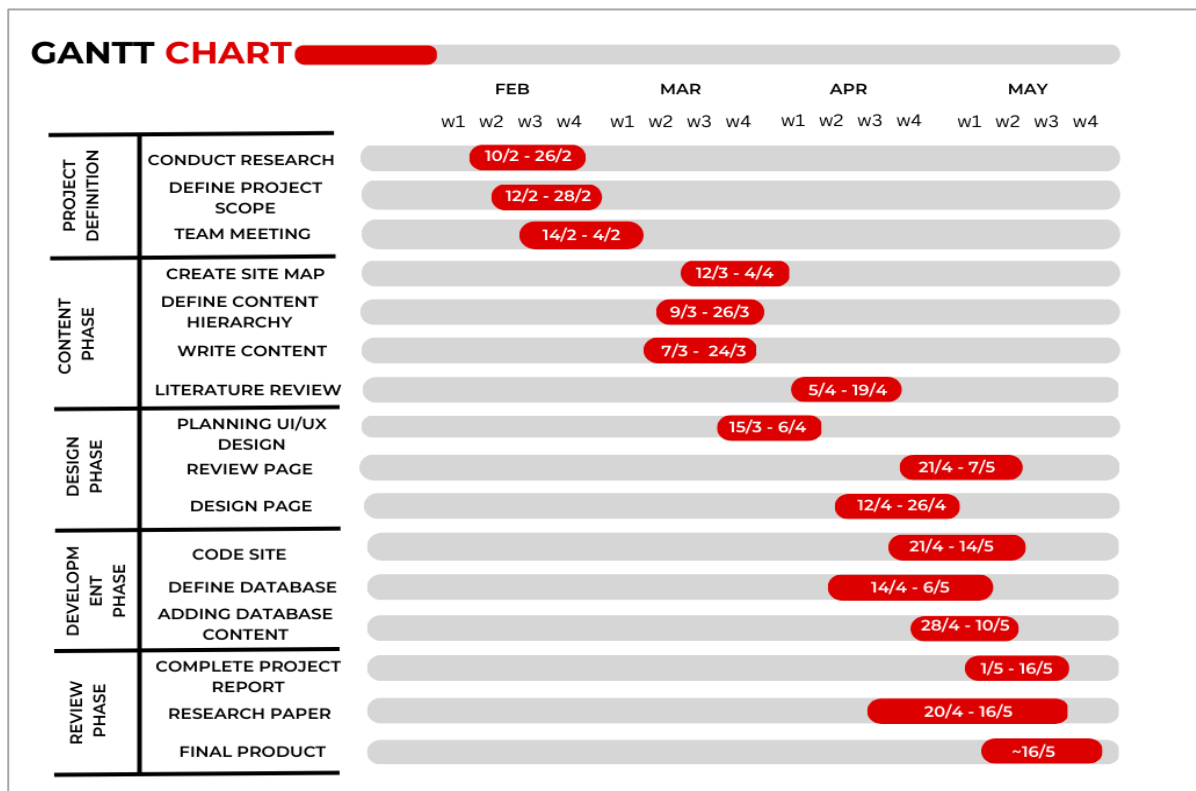 GANTT CHART
FEB MAR APR MAY
w1 w2 w3 w4 w1 w2 w3 w4 w1 w2 w3 w4 w1 w2 w3 w4
PROJECT
DEFINITION
CONDUCT RESEARCH
10/2 - 26/2
DEFINE PROJECT
SCOPE
12/2 - 28/2
TEAM MEETING
14/2 - 4/2
CONTENT
PHASE
CREATE SITE MAP
12/3 - 4/4
DEFINE CONTENT
HIERARCHY
9/3 - 26/3
WRITE CONTENT
7/3 - 24/3
LITERATURE REVIEW
5/4 - 19/4
DESIGN
PHASE
PLANNING UI/UX
DESIGN
15/3 - 6/4
REVIEW PAGE
21/4 - 7/5
DESIGN PAGE
12/4 - 26/4
DEVELOPM
ENT
PHASE
CODE SITE
21/4 - 14/5
DEFINE DATABASE
14/4 - 6/5
ADDING DATABASE
CONTENT
28/4 - 10/5
REVIEW
PHASE
COMPLETE PROJECT
REPORT
1/5 - 16/5
RESEARCH PAPER
20/4 - 16/5
FINAL PRODUCT
~16/5